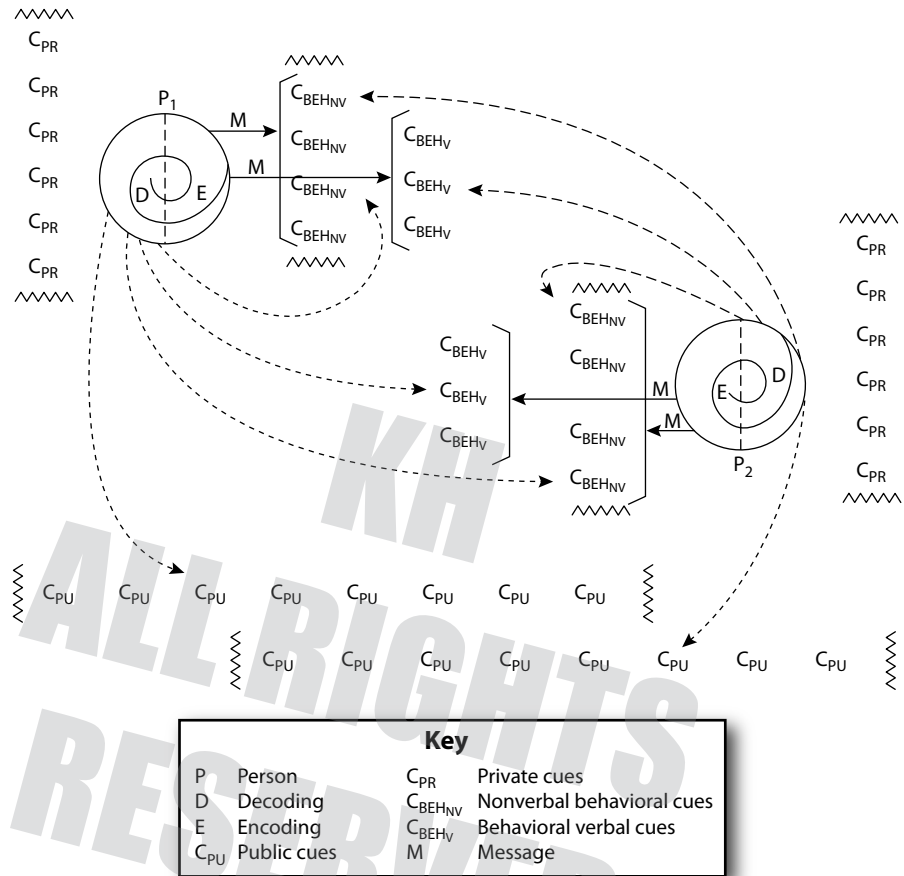 C_PR
C_PR
C_PR
C_PR
C_PR
C_PR
P_1
D E
M
M
C_BEH_NV
C_BEH_NV
C_BEH_NV
C_BEH_NV
C_BEH_V
C_BEH_V
C_BEH_V
C_PR
C_PR
C_PR
C_PR
C_PR
C_PR
C_BEH_V
C_BEH_V
C_BEH_V
C_BEH_NV
C_BEH_NV
C_BEH_NV
C_BEH_NV
M
M
E D
P_2
C_PU C_PU C_PU C_PU C_PU C_PU C_PU C_PU
C_PU C_PU C_PU C_PU C_PU C_PU C_PU C_PU
Key
P Person C_PR Private cues
D Decoding C_BEH_NV Nonverbal behavioral cues
E Encoding C_BEH_V Behavioral verbal cues
C_PU Public cues M Message
KH
ALL RIGHTS
RESERVED